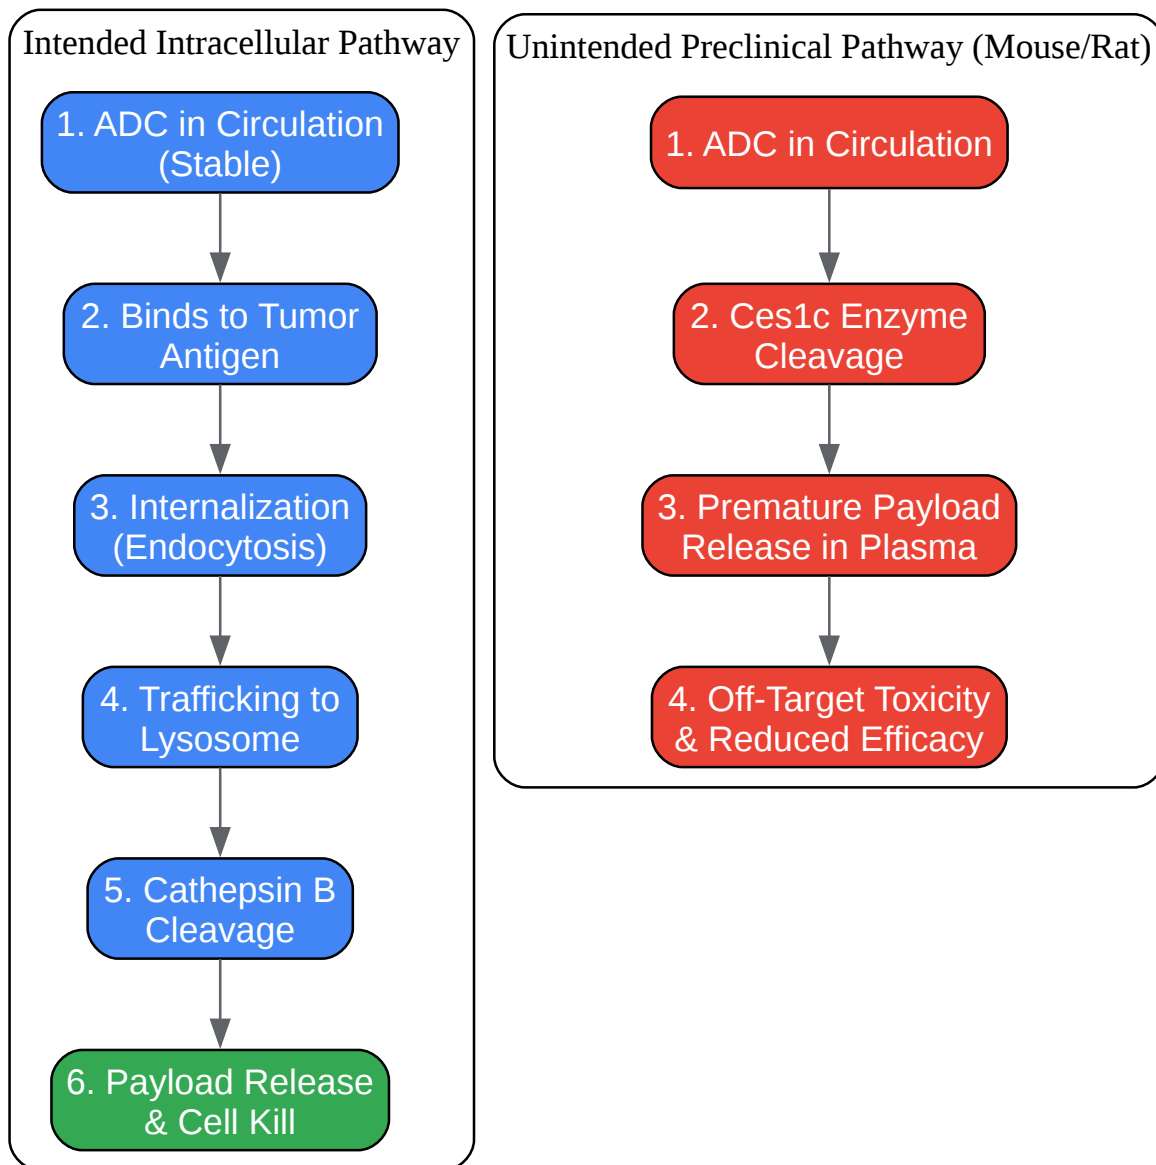 Intended Intracellular Pathway
1. ADC in Circulation
(Stable)
2. Binds to Tumor
Antigen
3. Internalization
(Endocytosis)
4. Trafficking to
Lysosome
5. Cathepsin B
Cleavage
6. Payload Release
& Cell Kill
Unintended Preclinical Pathway (Mouse/Rat)
1. ADC in Circulation
2. Ces1c Enzyme
Cleavage
3. Premature Payload
Release in Plasma
4. Off-Target Toxicity
& Reduced Efficacy